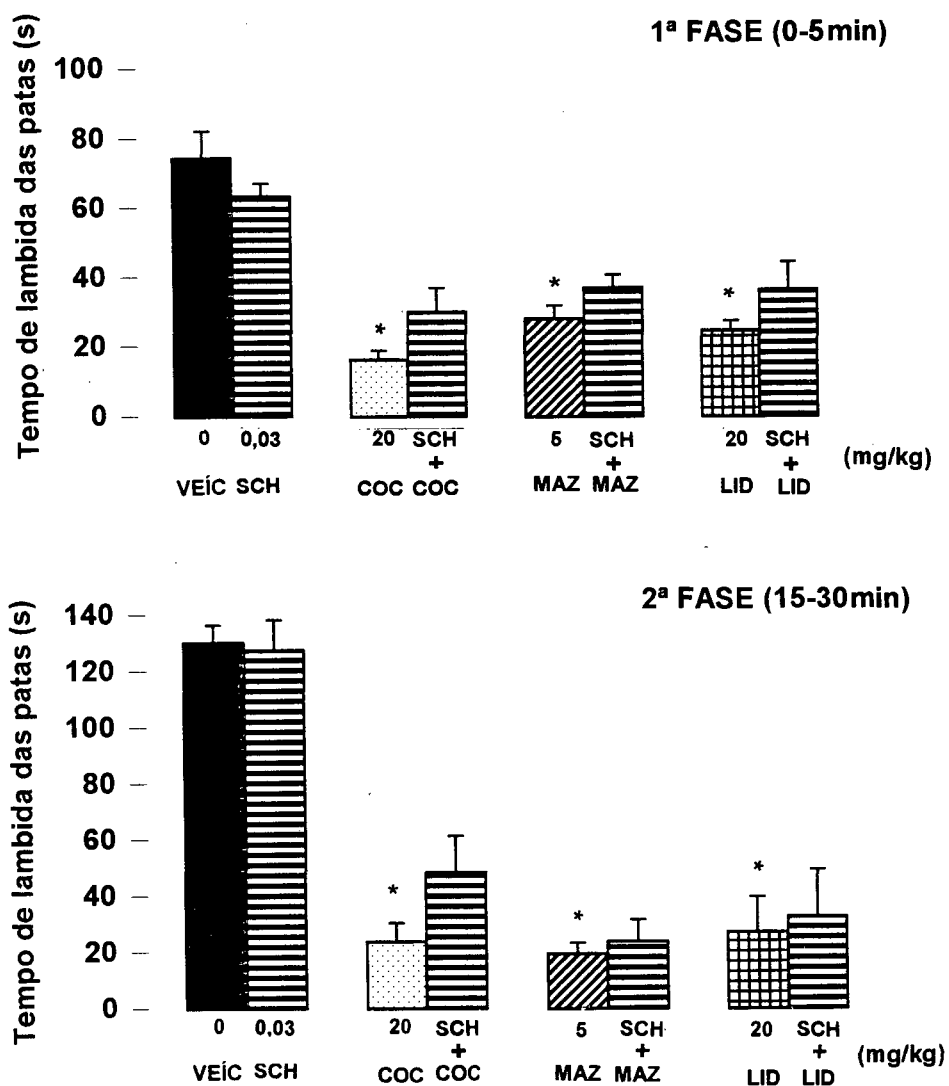 1ª FASE (0-5min)
Tempo de lambida das patas (s)
100
80
60
40
20
0
* * *
0 0,03 20 SCH 5 SCH 20 SCH
+ + + (mg/kg)
VEÍC SCH COC COC MAZ MAZ LID LID
2ª FASE (15-30min)
Tempo de lambida das patas (s)
140
120
100
80
60
40
20
0
* * *
0 0,03 20 SCH 5 SCH 20 SCH
+ + + (mg/kg)
VEÍC SCH COC COC MAZ MAZ LID LID